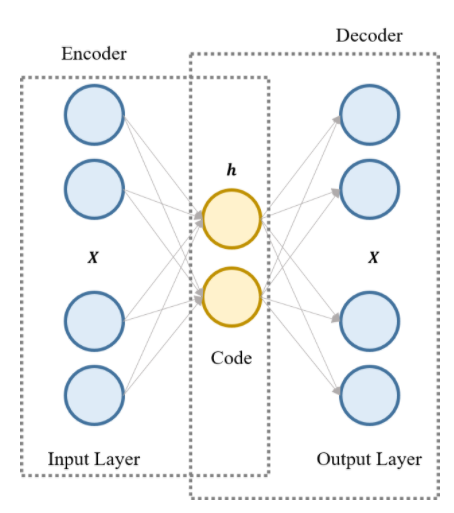 Decoder
Encoder
h
X
X
Code
Input Layer
Output Layer